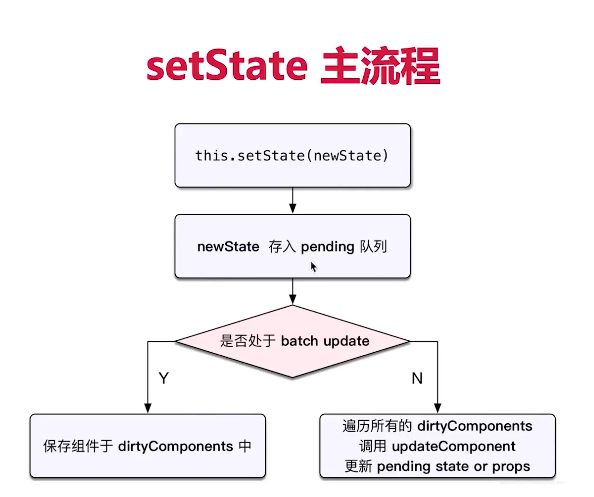 setState 主流程
this.setState(newState)
newState 存入 pending 队列
是否处于 batch update
Y
N
保存组件于 dirtyComponents 中
遍历所有的 dirtyComponents
调用 updateComponent
更新 pending state or props